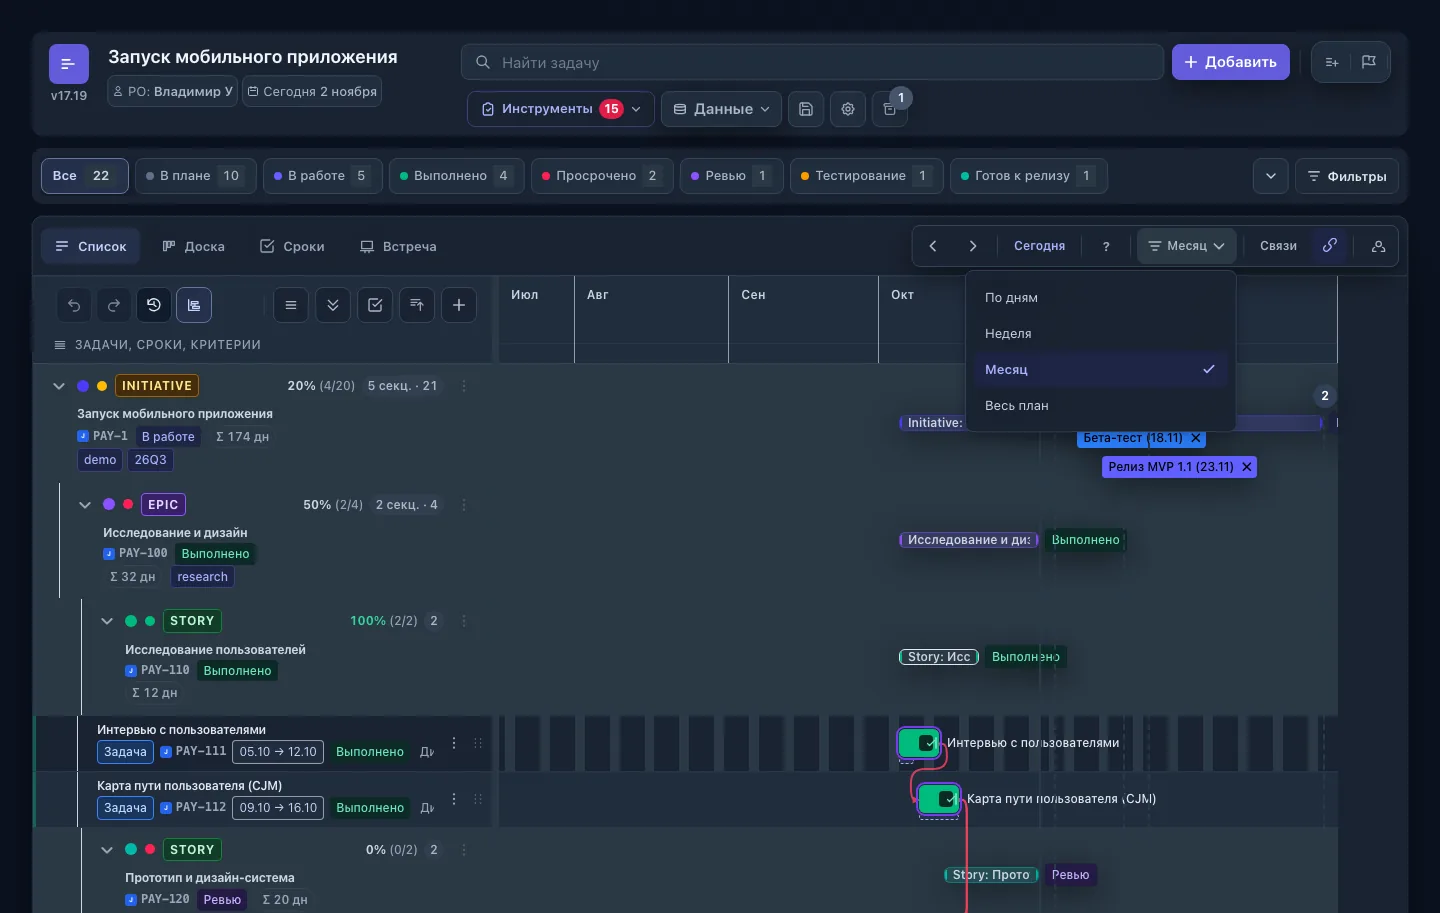 Запуск мобильного приложения
v17.19
PO: Владимир У
Сегодня 2 ноября
Найти задачу
Добавить
Инструменты 15
Данные
1
Все 22
В плане 10
В работе 5
Выполнено 4
Просрочено 2
Ревью 1
Тестирование 1
Готов к релизу 1
Фильтры
Список
Доска
Сроки
Встреча
Сегодня
?
Месяц
Связи
По дням
Неделя
Месяц
Весь план
ЗАДАЧИ, СРОКИ, КРИТЕРИИ
Июл
Авг
Сен
Окт
INITIATIVE
20% (4/20) 5 секц. · 21
Запуск мобильного приложения
PAY-1 В работе Σ 174 дн
demo 26Q3
Initiative:
2
Бета-тест (18.11) ✕
Релиз MVP 1.1 (23.11) ✕
EPIC
50% (2/4) 2 секц. · 4
Исследование и дизайн
PAY-100 Выполнено
Σ 32 дн research
Исследование и ди
Выполнено
STORY
100% (2/2) 2
Исследование пользователей
PAY-110 Выполнено
Σ 12 дн
Story: Исс
Выполнено
Интервью с пользователями
Задача PAY-111 05.10 → 12.10 Выполнено
Интервью с пользователями
Карта пути пользователя (CJM)
Задача PAY-112 09.10 → 16.10 Выполнено
Карта пути пользователя (CJM)
STORY
0% (0/2) 2
Прототип и дизайн-система
PAY-120 Ревью Σ 20 дн
Story: Прото
Ревью